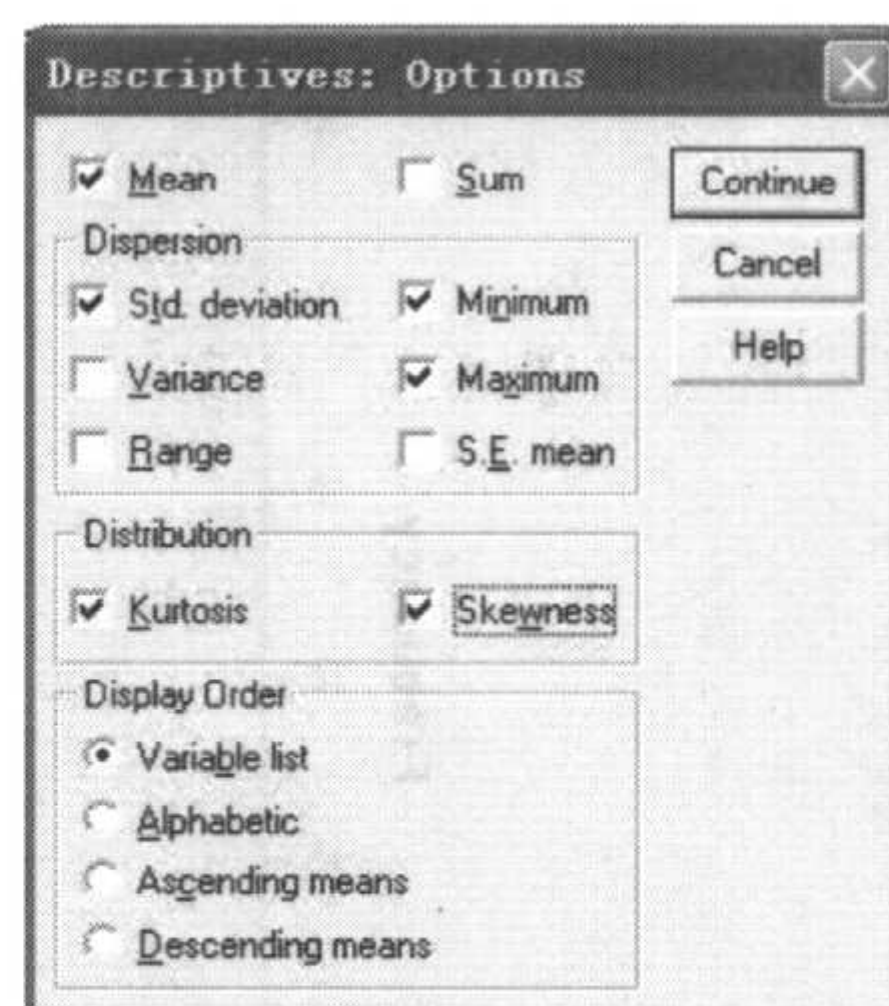 Descriptives: Options
Mean Sum Continue
Dispersion Cancel
Std. deviation Minimum Help
Variance Maximum
Range S.E. mean
Distribution
Kurtosis Skewness
Display Order
Variable list
Alphabetic
Ascending means
Descending means